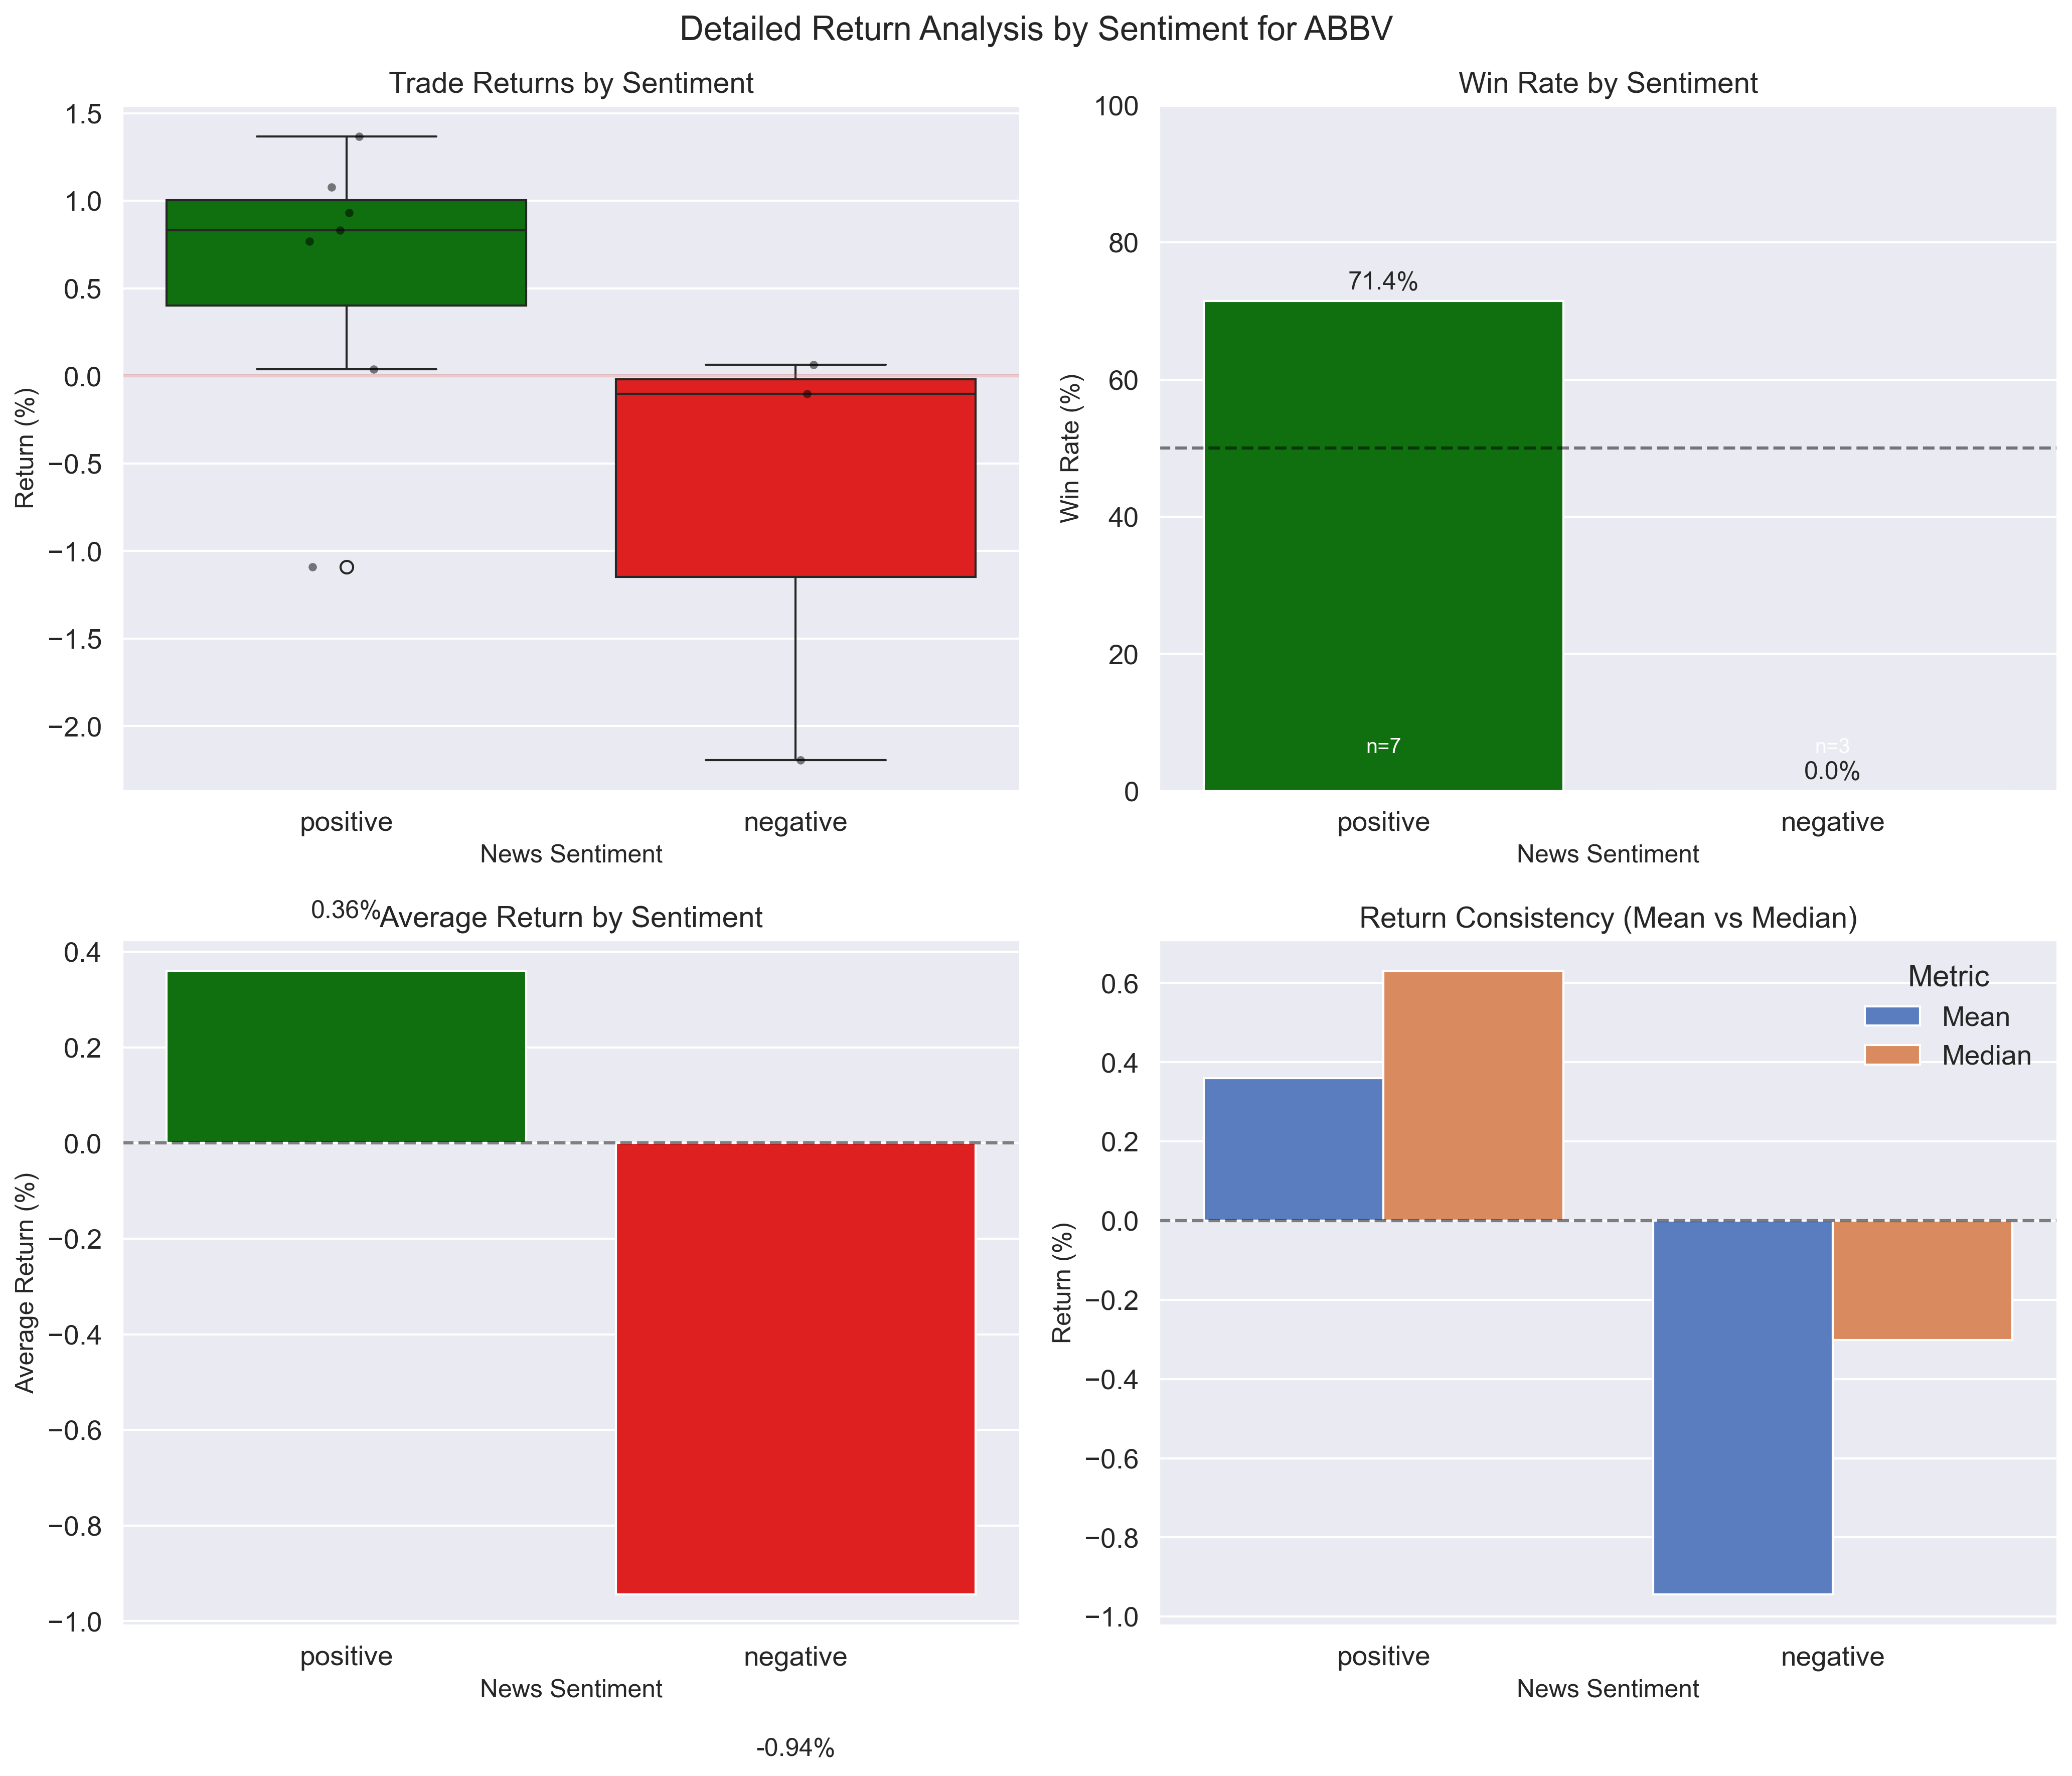 Detailed Return Analysis by Sentiment for ABBV
Trade Returns by Sentiment
1.5
1.0
0.5
0.0
−0.5
−1.0
−1.5
−2.0
Return (%)
positive
negative
News Sentiment
Win Rate by Sentiment
100
80
60
40
20
0
Win Rate (%)
71.4%
n=7
n=3
0.0%
positive
negative
News Sentiment
0.36%
Average Return by Sentiment
0.4
0.2
0.0
−0.2
−0.4
−0.6
−0.8
−1.0
Average Return (%)
positive
negative
News Sentiment
-0.94%
Return Consistency (Mean vs Median)
Metric
Mean
Median
0.6
0.4
0.2
0.0
−0.2
−0.4
−0.6
−0.8
−1.0
Return (%)
positive
negative
News Sentiment